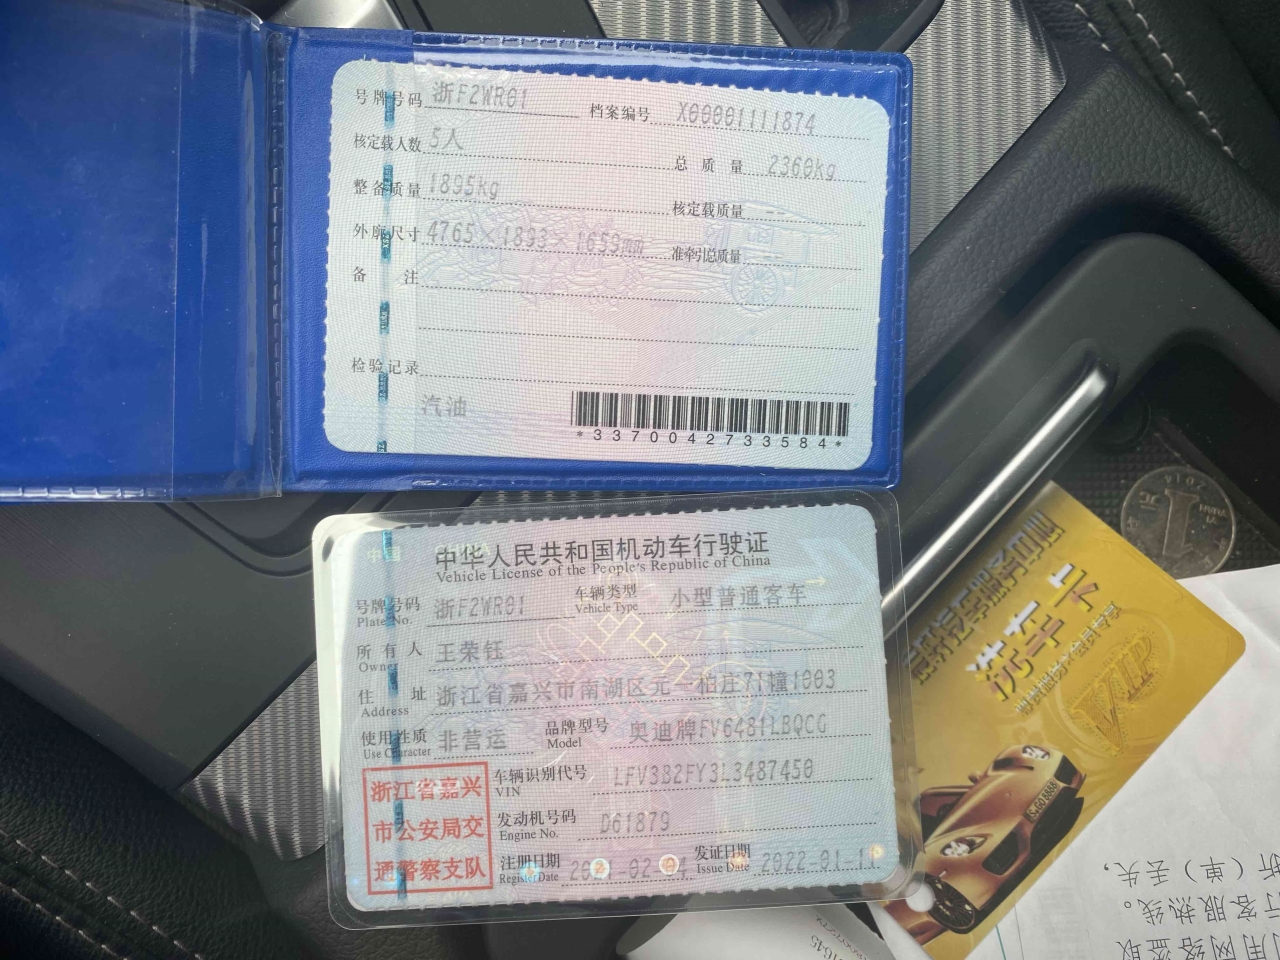 号牌号码 浙F2WR01 档案编号 X00001111874
核定载人数 5人 总质量 2360kg
整备质量 1895kg 核定载质量 --
外廓尺寸 4765×1893×1659mm 准牵引总质量
备注
检验记录
汽油
*3370042733584*
中华人民共和国机动车行驶证
Vehicle License of the People's Republic of China
号牌号码 浙F2WR01 车辆类型 小型普通客车
Plate No. Vehicle Type
所有人 王荣钰
Owner
住址 浙江省嘉兴市南湖区元一柏庄71幢1003
Address
使用性质 非营运 品牌型号 奥迪牌FV6481LBQCG
Use Character Model
浙江省嘉兴
市公安局交
通警察支队
车辆识别代号 LFV3B2FY3L3487450
VIN
发动机号码 D61879
Engine No.
注册日期 发证日期 2022-01-11
Register Date Issue Date
洗车卡
VIP